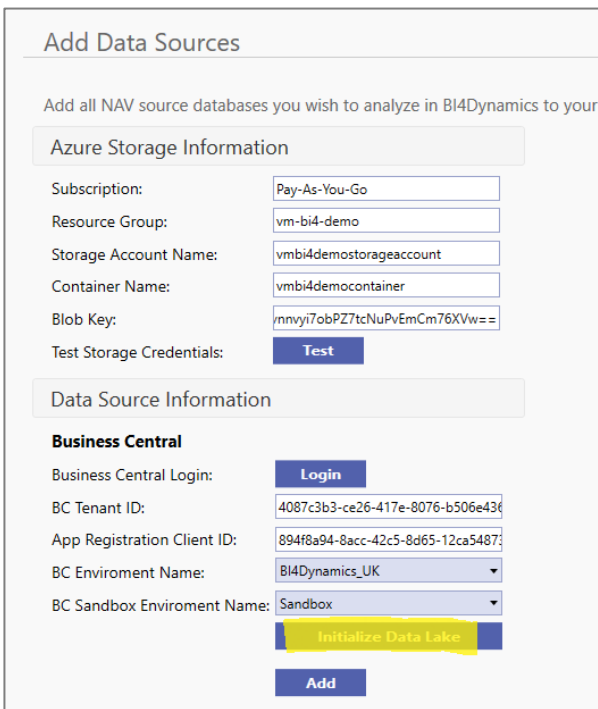 Add Data Sources
Add all NAV source databases you wish to analyze in BI4Dynamics to your
Azure Storage Information
Subscription: Pay-As-You-Go
Resource Group: vm-bi4-demo
Storage Account Name: vmbi4demostorageaccount
Container Name: vmbi4democontainer
Blob Key: vnnvyi7obPZ7tcNuPvEmCm76XVw==
Test Storage Credentials: Test
Data Source Information
Business Central
Business Central Login: Login
BC Tenant ID: 4087c3b3-ce26-417e-8076-b506e436
App Registration Client ID: 894f8a94-8acc-42c5-8d65-12ca54873
BC Enviroment Name: BI4Dynamics_UK
BC Sandbox Enviroment Name: Sandbox
Initialize Data Lake
Add